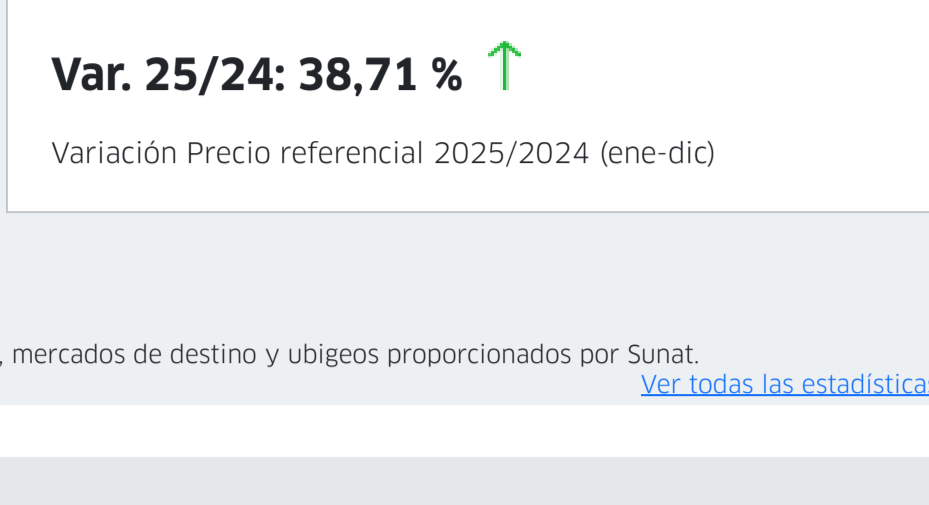 Var. 25/24: 38,71 %
Variación Precio referencial 2025/2024 (ene-dic)
, mercados de destino y ubigeos proporcionados por Sunat.
Ver todas las estadísticas